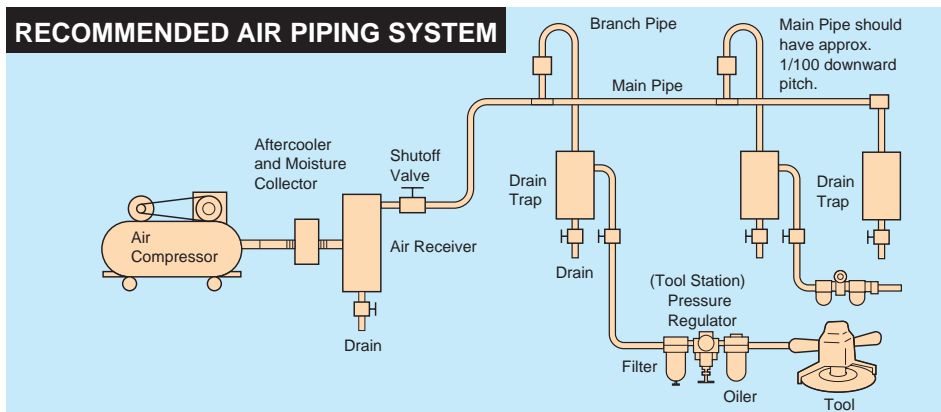 RECOMMENDED AIR PIPING SYSTEM
Branch Pipe
Main Pipe should
have approx.
1/100 downward
pitch.
Main Pipe
Aftercooler
and Moisture
Collector
Shutoff
Valve
Drain
Trap
Drain
Trap
Air
Compressor
Air Receiver
Drain
(Tool Station)
Pressure
Regulator
Drain
Filter
Oiler
Tool